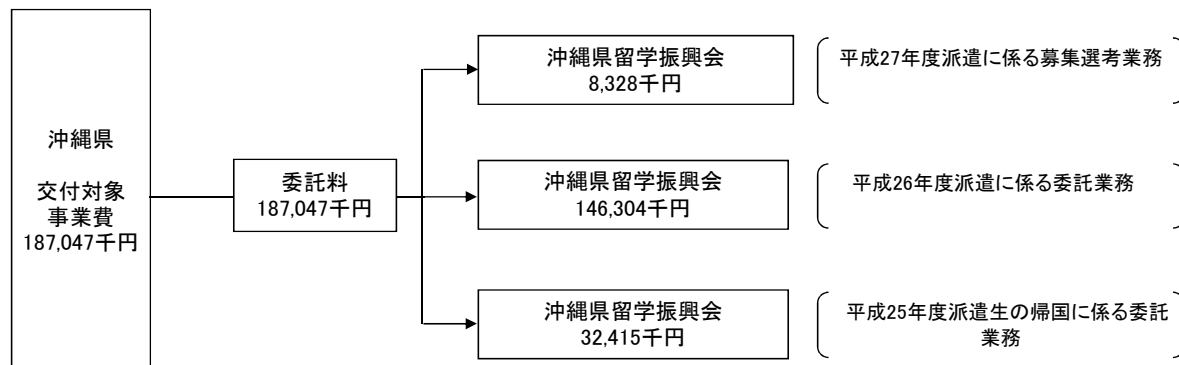 沖縄県
交付対象
事業費
187,047千円
委託料
187,047千円
沖縄県留学振興会
8,328千円
平成27年度派遣に係る募集選考業務
沖縄県留学振興会
146,304千円
平成26年度派遣に係る委託業務
沖縄県留学振興会
32,415千円
平成25年度派遣生の帰国に係る委託
業務